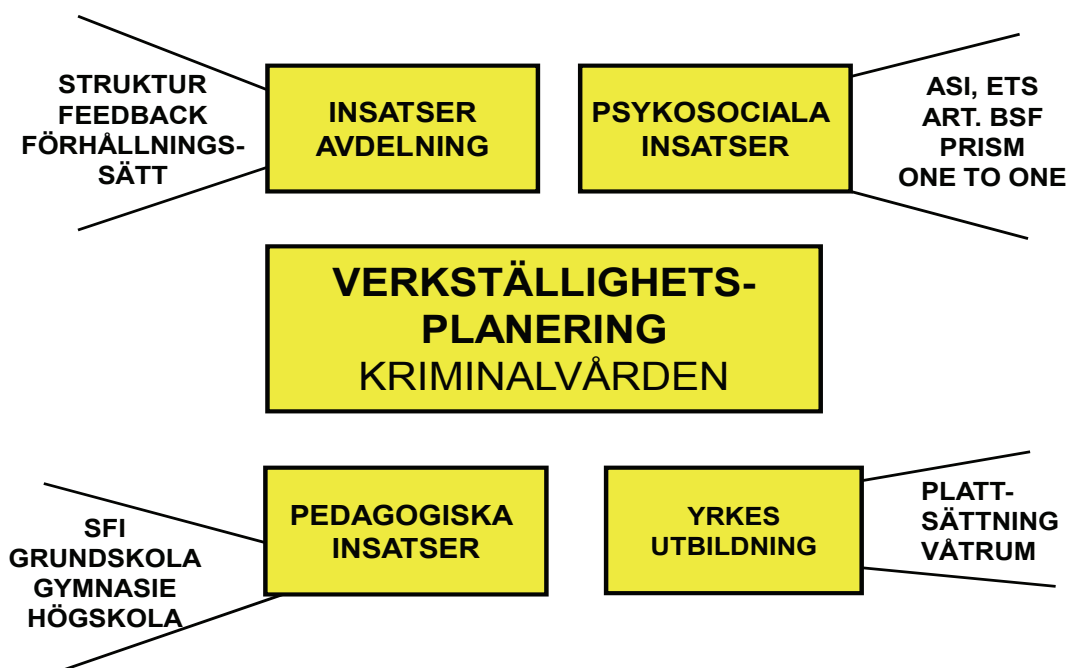 STRUKTUR
FEEDBACK
FÖRHÅLLNINGS-
SÄTT
INSATSER
AVDELNING
PSYKOSOCIALA
INSATSER
ASI, ETS
ART. BSF
PRISM
ONE TO ONE
VERKSTÄLLIGHETS-
PLANERING
KRIMINALVÅRDEN
SFI
GRUNDSKOLA
GYMNASIE
HÖGSKOLA
PEDAGOGISKA
INSATSER
YRKES
UTBILDNING
PLATT-
SÄTTNING
VÅTRUM